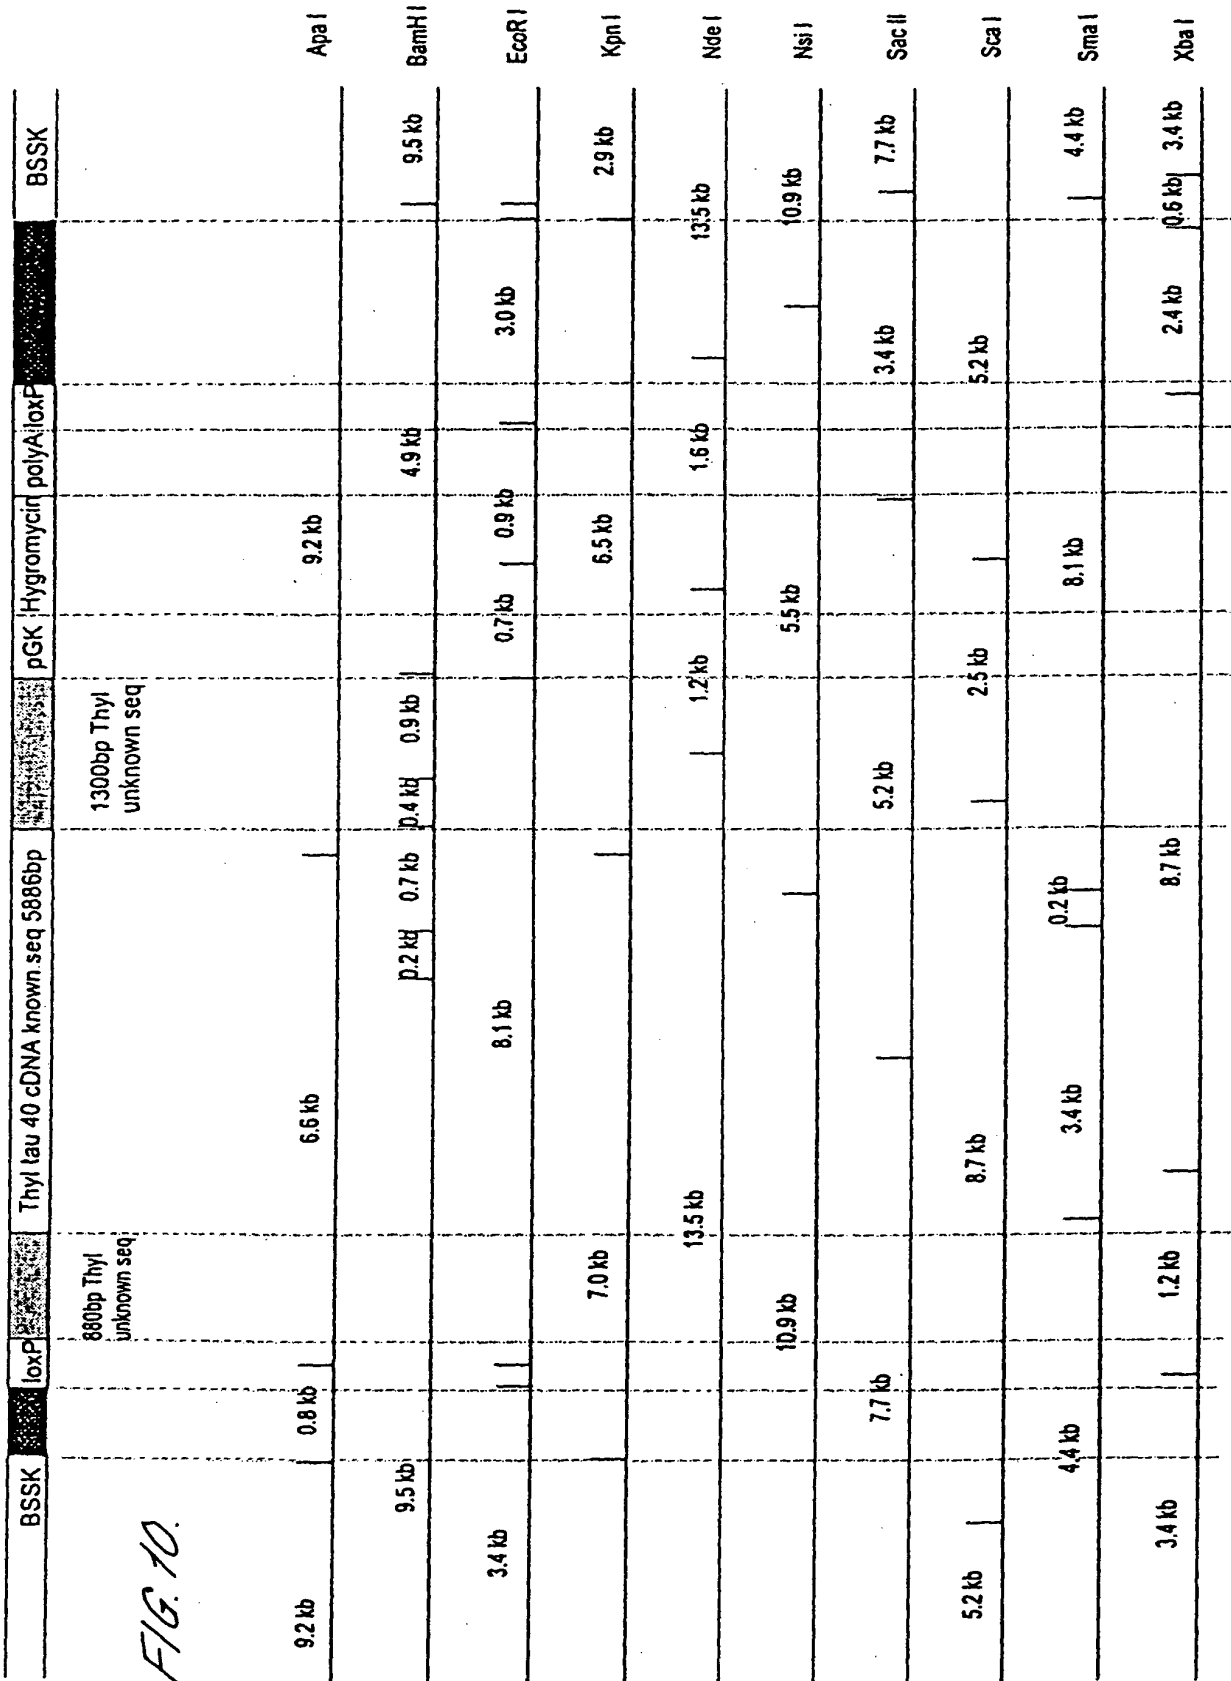 BSSK loxP Thyl tau 40 cDNA known seq 5886bp pGK Hygromycin polyA loxP BSSK
880bp Thyl
unknown seq
1300bp Thyl
unknown seq
FIG. 10.
9.2 kb 0.8 kb 6.6 kb 9.2 kb Apa I
9.5 kb 0.2 kb 0.7 kb 0.4 kb 0.9 kb 4.9 kb 9.5 kb BamH I
3.4 kb 8.1 kb 0.7 kb 0.9 kb 3.0 kb EcoR I
7.0 kb 6.5 kb 2.9 kb Kpn I
13.5 kb 1.2 kb 1.6 kb 13.5 kb Nde I
10.9 kb 5.5 kb 10.9 kb Nsi I
7.7 kb 5.2 kb 3.4 kb 7.7 kb Sac II
5.2 kb 8.7 kb 2.5 kb 5.2 kb Sca I
4.4 kb 3.4 kb 0.2 kb 8.1 kb 4.4 kb Sma I
3.4 kb 1.2 kb 8.7 kb 2.4 kb 0.6 kb 3.4 kb Xba I